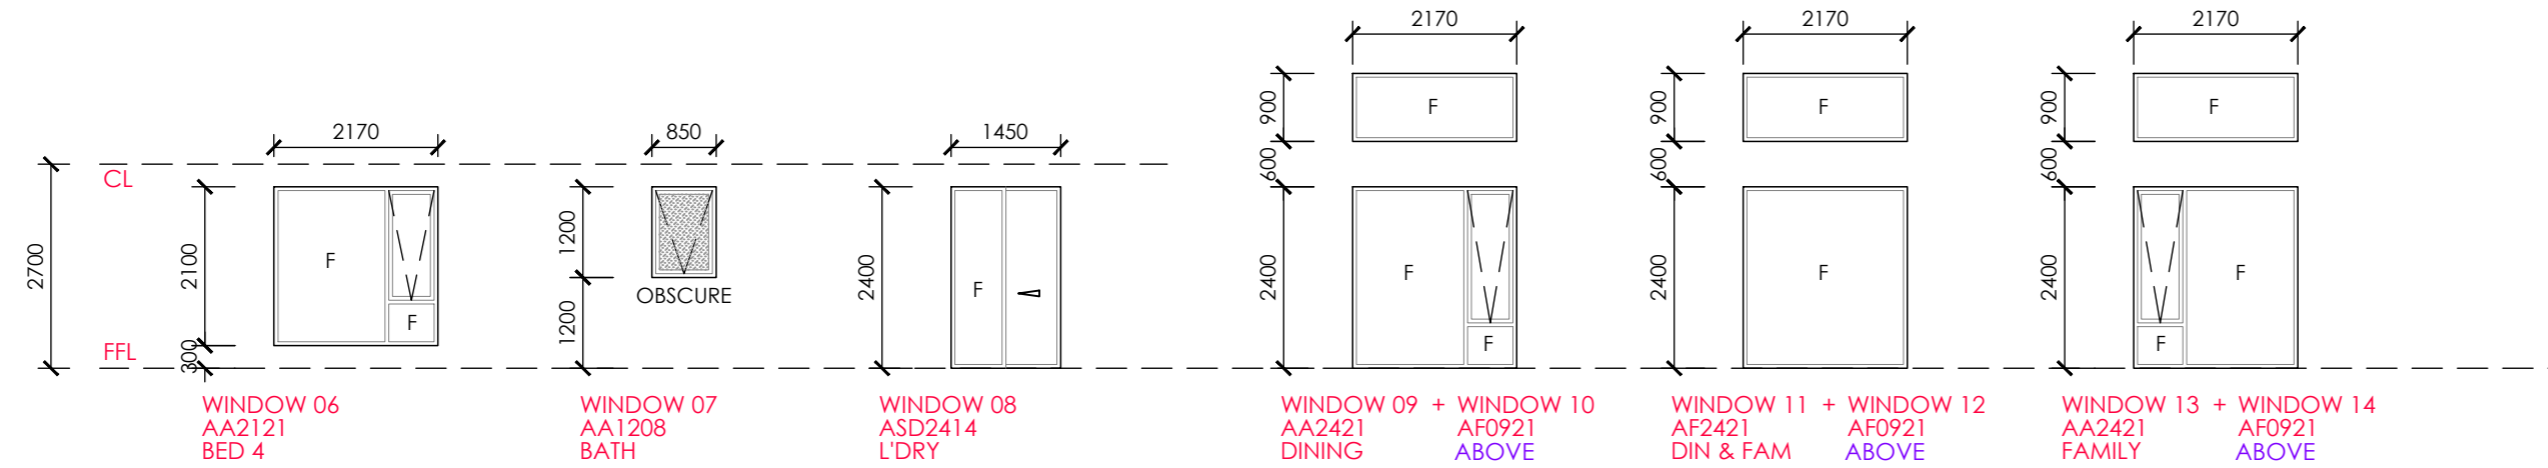 2170
2170
2170
2170
850
1450
900
F
900
F
900
F
CL
600
600
600
2700
2100
F
F
1200
1200
OBSCURE
2400
F
2400
F
F
2400
F
2400
F
F
FFL
300
WINDOW 06
AA2121
BED 4
WINDOW 07
AA1208
BATH
WINDOW 08
ASD2414
L'DRY
WINDOW 09 + WINDOW 10
AA2421 AF0921
DINING ABOVE
WINDOW 11 + WINDOW 12
AF2421 AF0921
DIN & FAM ABOVE
WINDOW 13 + WINDOW 14
AA2421 AF0921
FAMILY ABOVE